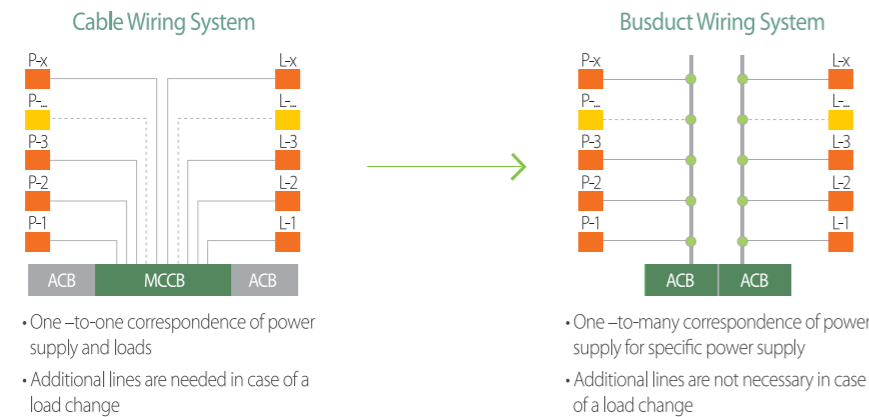 Cable Wiring System
P-x
L-x
P-...
L-...
P-3
L-3
P-2
L-2
P-1
L-1
ACB
MCCB
ACB
• One –to-one correspondence of power
supply and loads
• Additional lines are needed in case of a
load change
Busduct Wiring System
P-x
L-x
P-...
L-...
P-3
L-3
P-2
L-2
P-1
L-1
ACB
ACB
• One –to-many correspondence of power
supply for specific power supply
• Additional lines are not necessary in case
of a load change